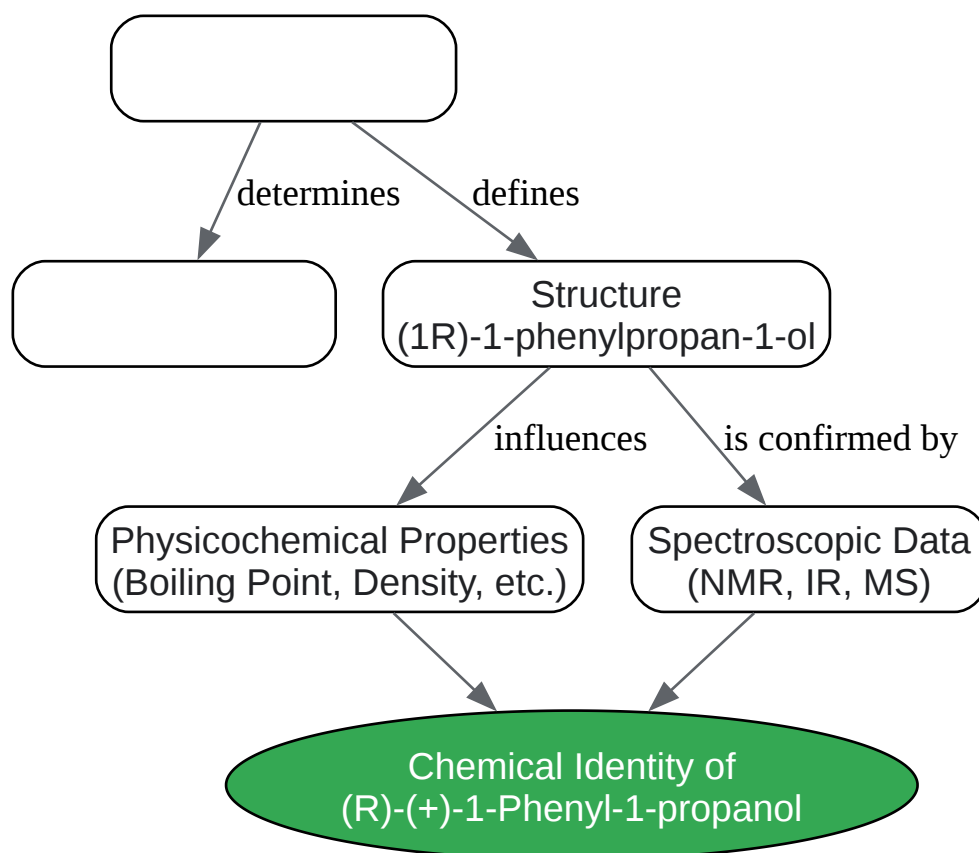 determines
defines
Structure
(1R)-1-phenylpropan-1-ol
influences
is confirmed by
Physicochemical Properties
(Boiling Point, Density, etc.)
Spectroscopic Data
(NMR, IR, MS)
Chemical Identity of
(R)-(+)-1-Phenyl-1-propanol